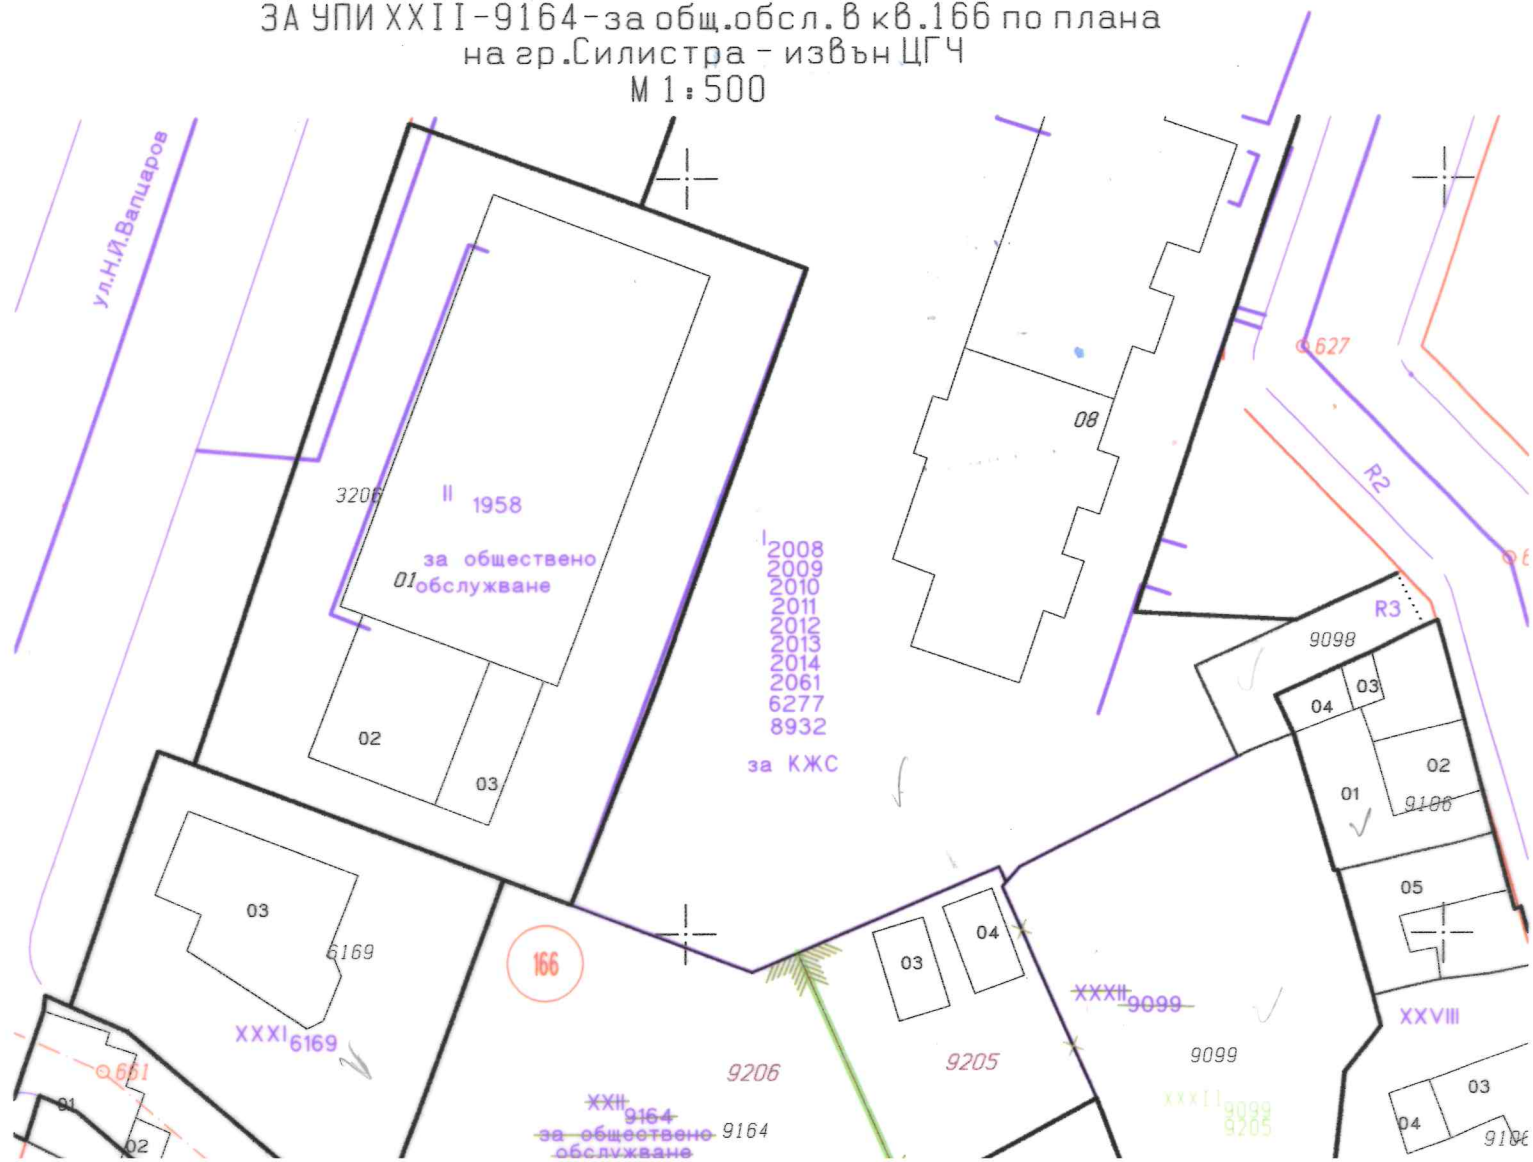 ЗА УПИ XXII-9164-за общ.обсл.в кв.166 по плана
на гр.Силистра - извън ЦГЧ
М 1:500
ул.Н.Й.Вапцаров
627
08
R2
3206
II 1958
за обществено
обслужване
01
I
2008
2009
2010
2011
2012
2013
2014
2061
6277
8932
за КЖС
R3
9098
04
03
02
01
9106
02
03
05
03
6169
XXXI 6169
166
03
04
XXXII 9099
9099
XXVIII
9206
9205
661
01
02
XXII 9164
за обществено
обслужване
9164
XXXII 9099
9205
03
04